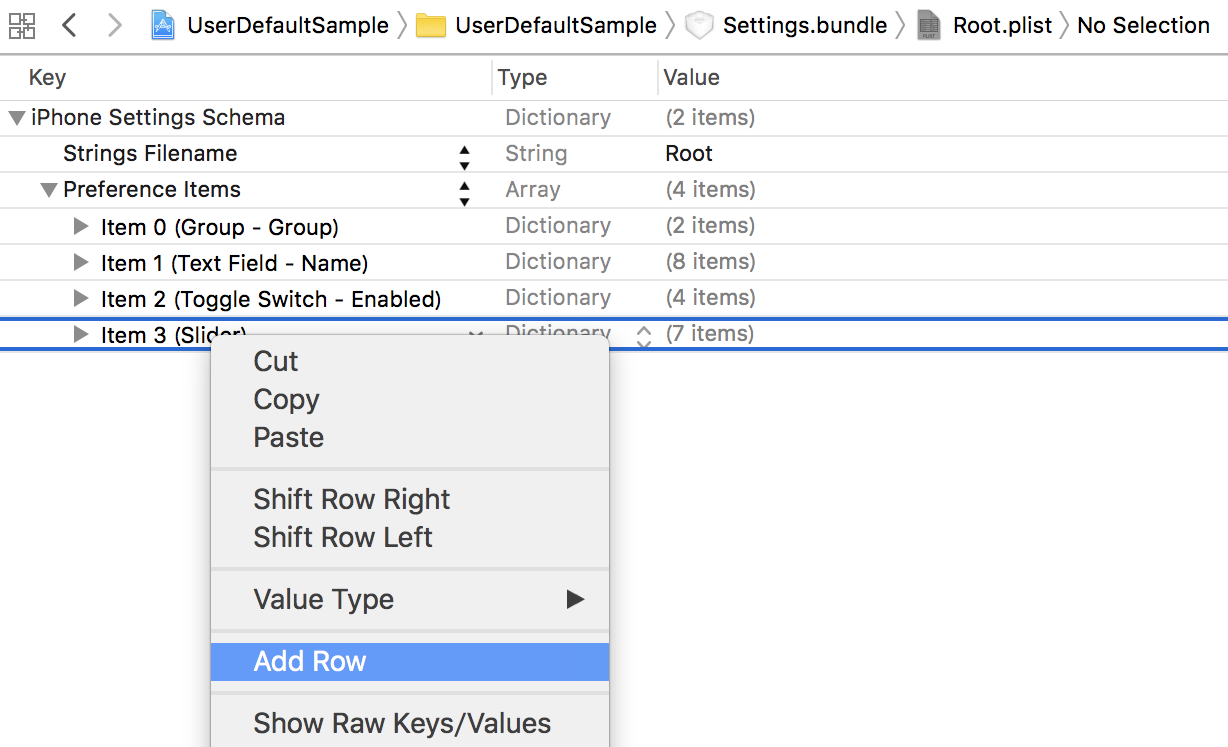 UserDefaultSample UserDefaultSample Settings.bundle Root.plist No Selection
Key Type Value
iPhone Settings Schema Dictionary (2 items)
Strings Filename String Root
Preference Items Array (4 items)
Item 0 (Group - Group) Dictionary (2 items)
Item 1 (Text Field - Name) Dictionary (8 items)
Item 2 (Toggle Switch - Enabled) Dictionary (4 items)
Item 3 (Slider) Dictionary (7 items)
Cut
Copy
Paste
Shift Row Right
Shift Row Left
Value Type
Add Row
Show Raw Keys/Values